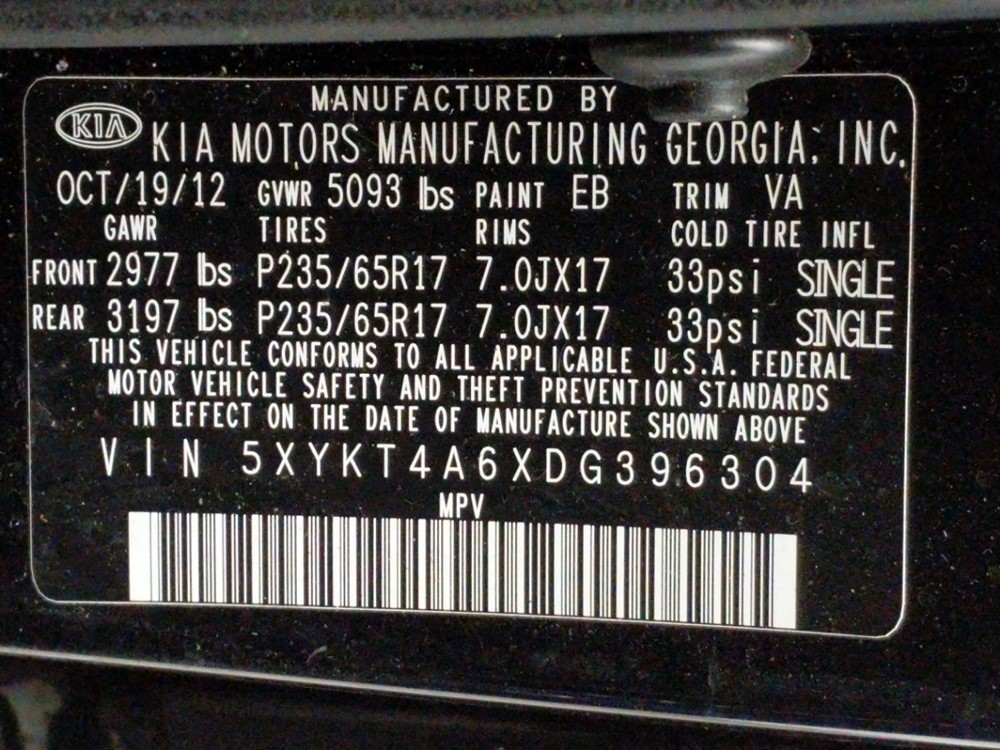 MANUFACTURED BY
KIA KIA MOTORS MANUFACTURING GEORGIA, INC.
OCT/19/12 GVWR 5093 lbs PAINT EB TRIM VA
GAWR TIRES RIMS COLD TIRE INFL
FRONT 2977 lbs P235/65R17 7.0JX17 33psi SINGLE
REAR 3197 lbs P235/65R17 7.0JX17 33psi SINGLE
THIS VEHICLE CONFORMS TO ALL APPLICABLE U.S.A. FEDERAL
MOTOR VEHICLE SAFETY AND THEFT PREVENTION STANDARDS
IN EFFECT ON THE DATE OF MANUFACTURE SHOWN ABOVE
VIN 5XYKT4A6XDG396304
MPV